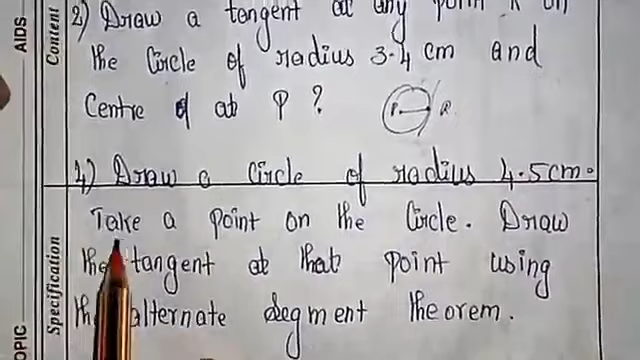 2) Draw a tangent at any point R on
the Circle of radius 3.4 cm and
Centre at P ?
P R
4) Draw a Circle of radius 4.5cm.
Take a point on the Circle. Draw
the tangent at that point using
the alternate segment theorem.
AIDS
Content
Specification
TOPIC